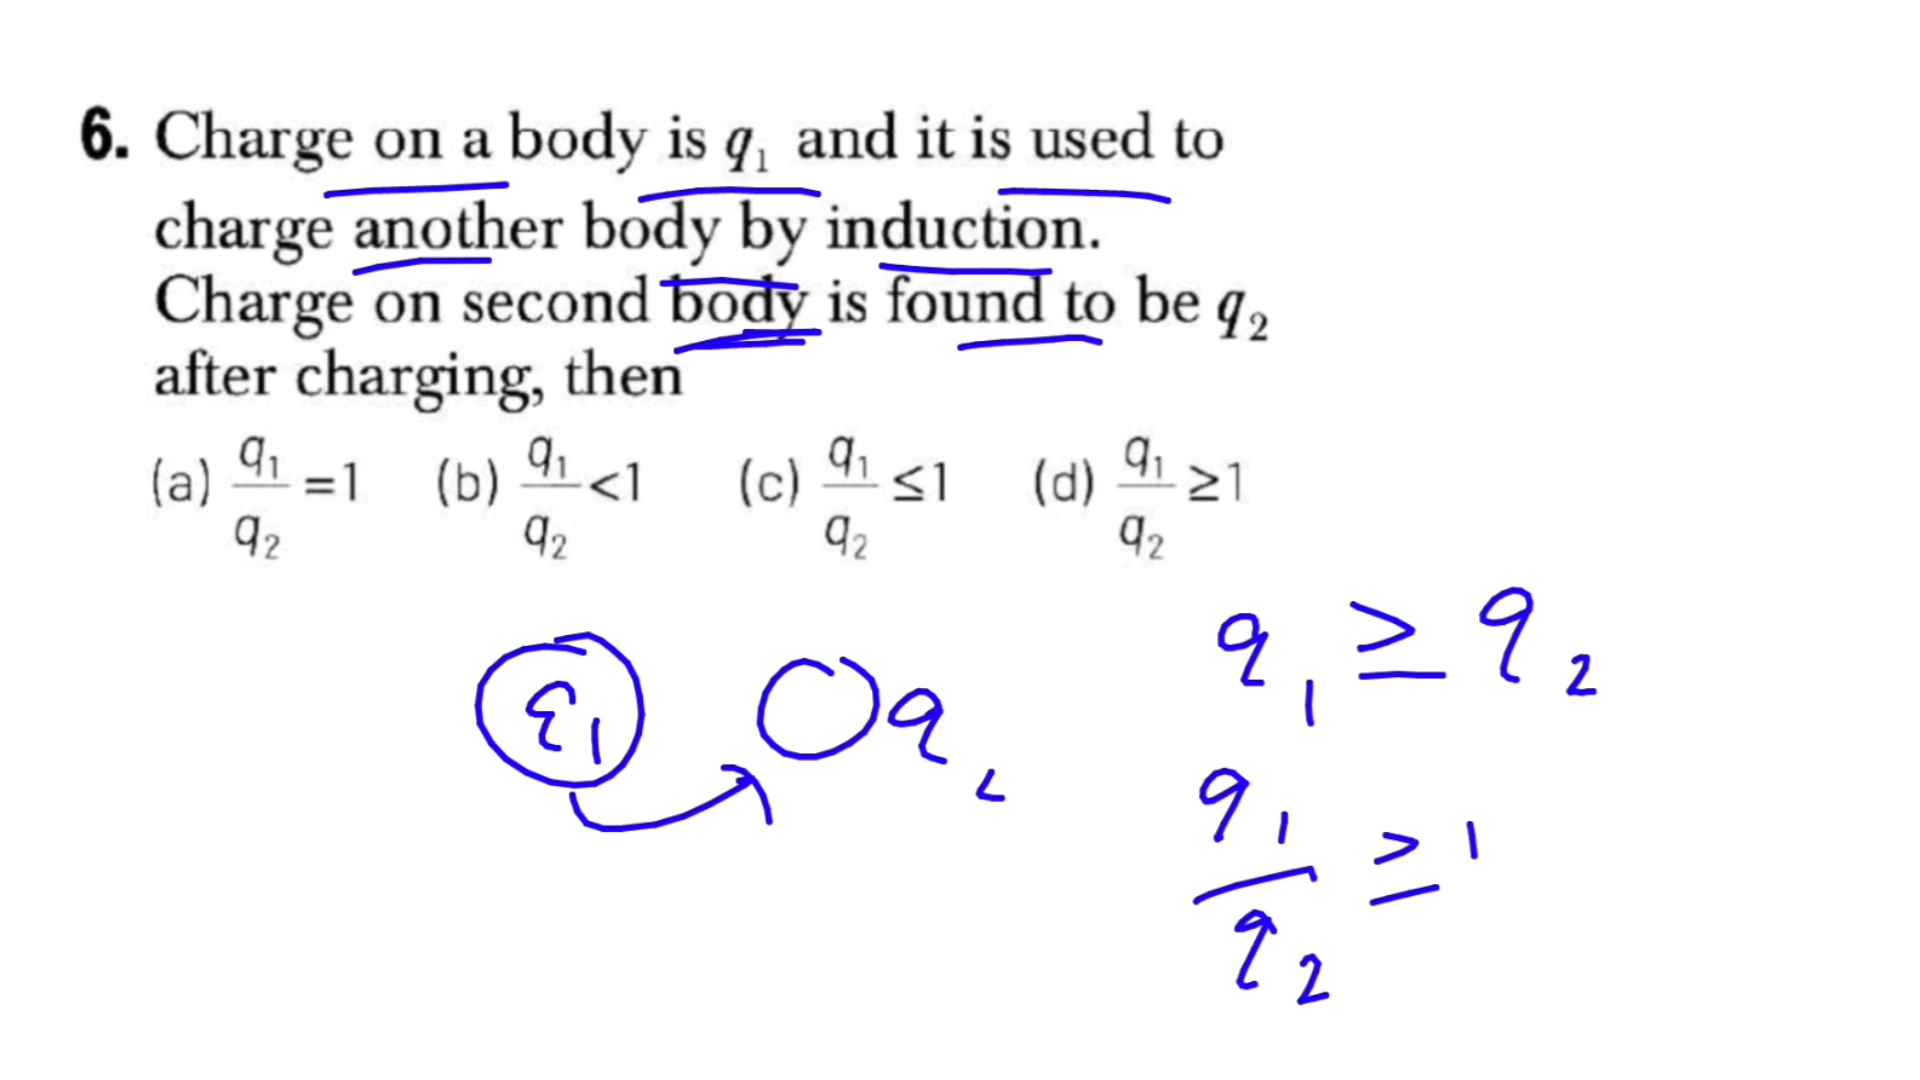 6. Charge on a body is q₁ and it is used to
charge another body by induction.
Charge on second body is found to be q₂
after charging, then
(a) q₁/q₂ =1 (b) q₁/q₂ <1 (c) q₁/q₂ ≤1 (d) q₁/q₂ ≥1
q₁ ≥ q₂
q₁ q₂
q₁/q₂ ≥ 1